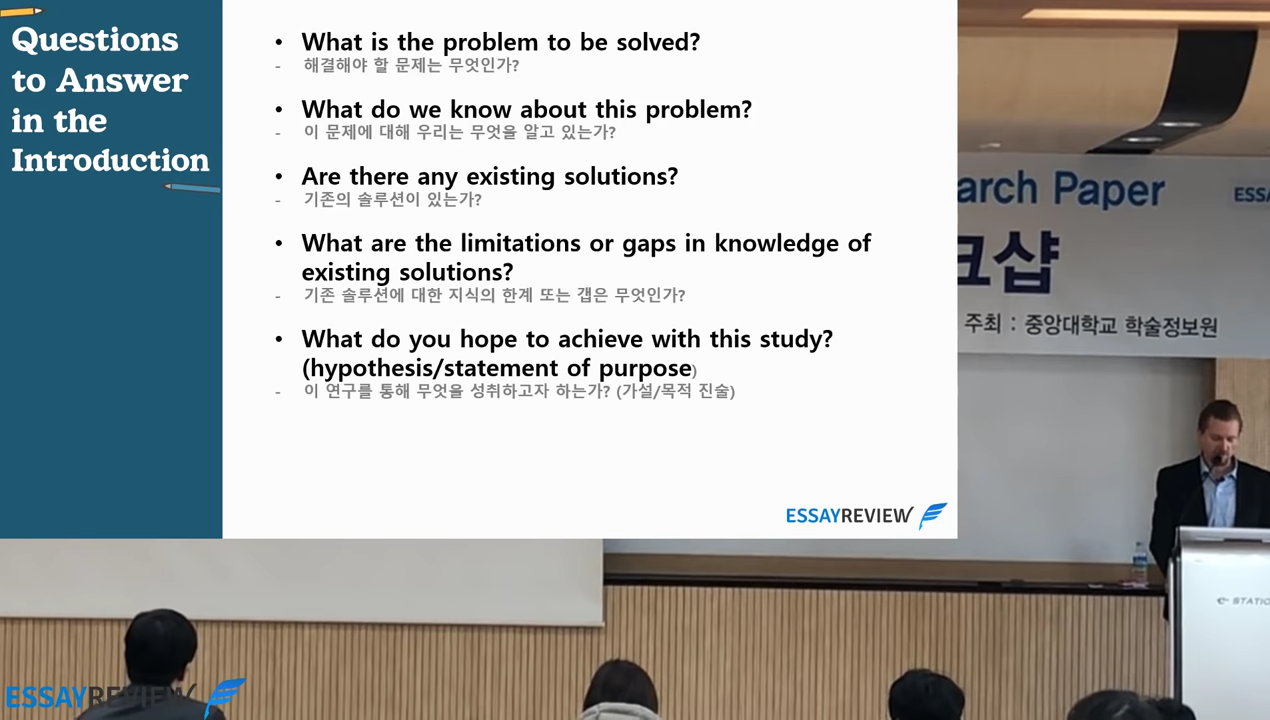 Questions
to Answer
in the
Introduction
• What is the problem to be solved?
- 해결해야 할 문제는 무엇인가?
• What do we know about this problem?
- 이 문제에 대해 우리는 무엇을 알고 있는가?
• Are there any existing solutions?
- 기존의 솔루션이 있는가?
• What are the limitations or gaps in knowledge of
existing solutions?
- 기존 솔루션에 대한 지식의 한계 또는 갭은 무엇인가?
• What do you hope to achieve with this study?
(hypothesis/statement of purpose)
- 이 연구를 통해 무엇을 성취하고자 하는가? (가설/목적 진술)
ESSAYREVIEW
arch Paper
ESSA
크샵
주최 : 중앙대학교 학술정보원
e-STATIO
ESSAYREVIEW